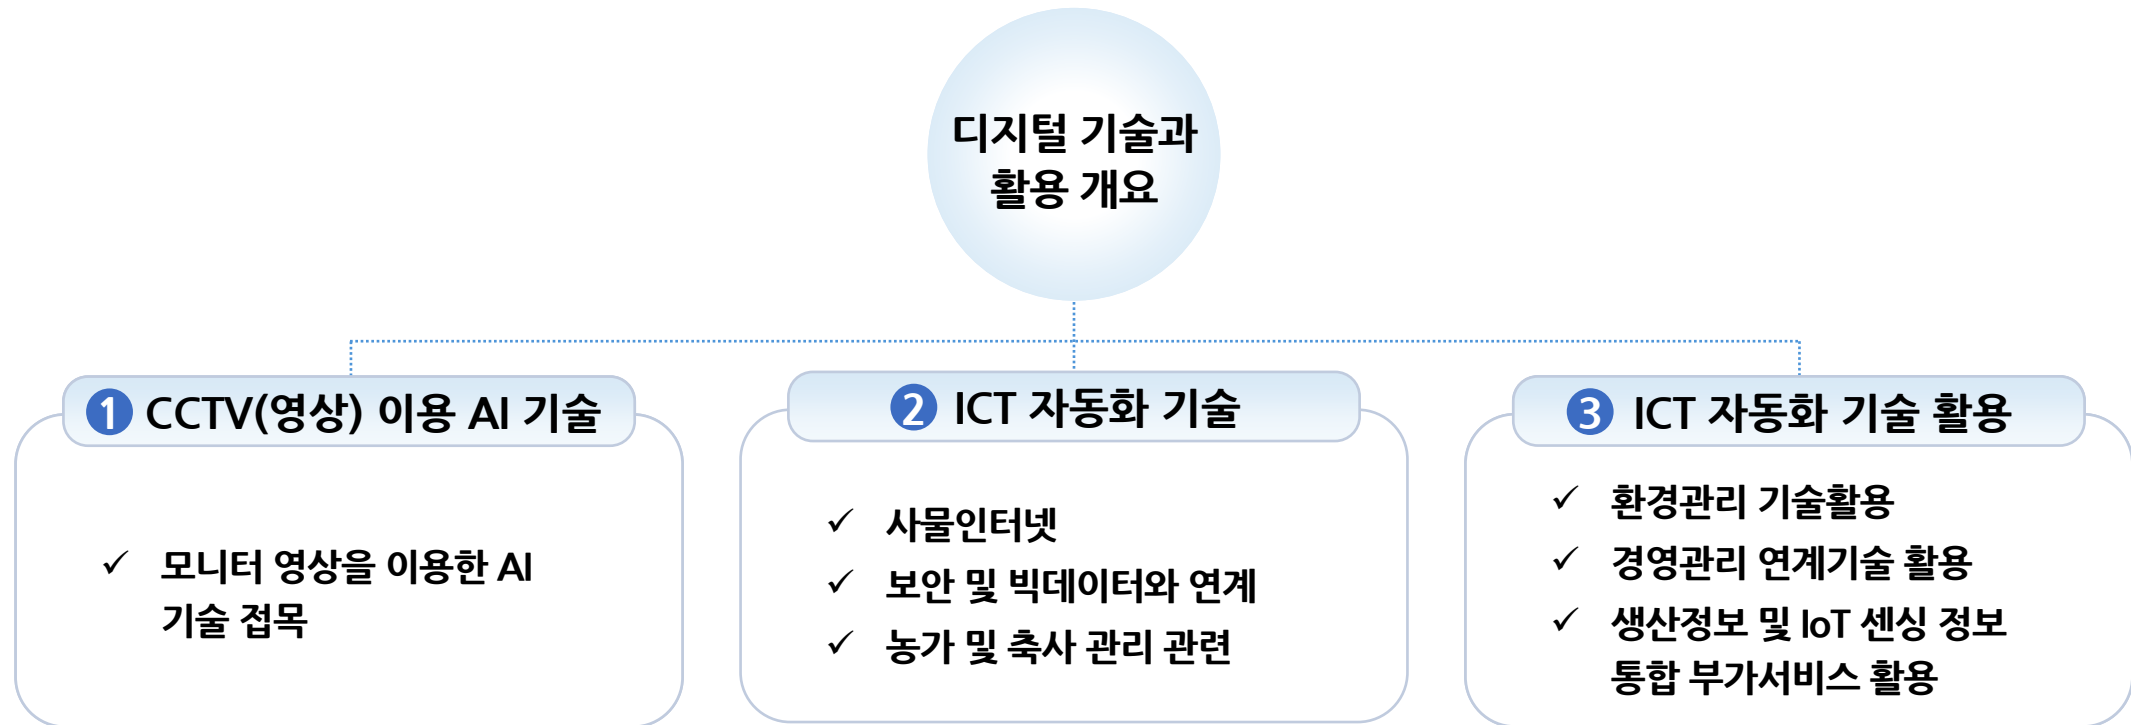 디지털 기술과
활용 개요
❶ CCTV(영상) 이용 AI 기술
✓ 모니터 영상을 이용한 AI
기술 접목
❷ ICT 자동화 기술
✓ 사물인터넷
✓ 보안 및 빅데이터와 연계
✓ 농가 및 축사 관리 관련
❸ ICT 자동화 기술 활용
✓ 환경관리 기술활용
✓ 경영관리 연계기술 활용
✓ 생산정보 및 IoT 센싱 정보
통합 부가서비스 활용